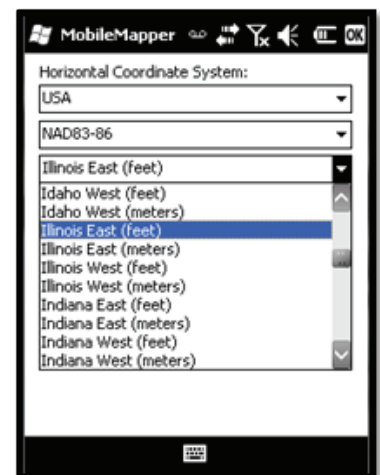 MobileMapper OK
Horizontal Coordinate System:
USA
NAD83-86
Illinois East (feet)
Idaho West (feet)
Idaho West (meters)
Illinois East (feet)
Illinois East (meters)
Illinois West (feet)
Illinois West (meters)
Indiana East (feet)
Indiana East (meters)
Indiana West (feet)
Indiana West (meters)